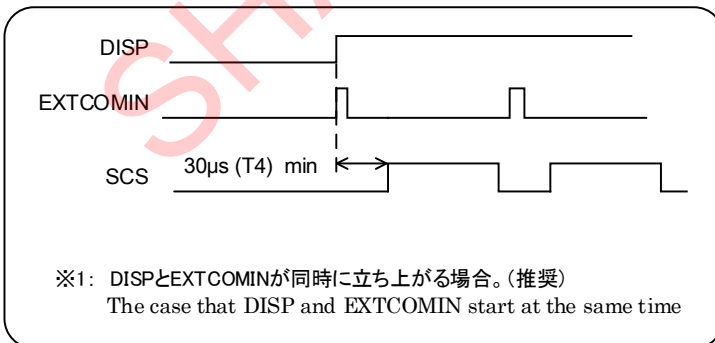 DISP
EXTCOMIN
30μs (T4) min
SCS
※1: DISPとEXTCOMINが同時に立ち上がる場合。(推奨)
The case that DISP and EXTCOMIN start at the same time